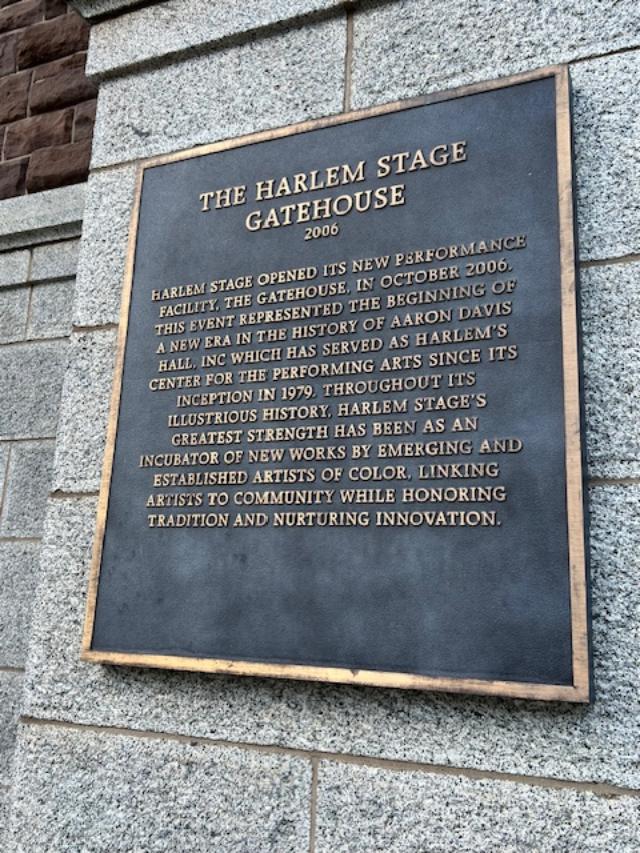 THE HARLEM STAGE
GATEHOUSE
2006
HARLEM STAGE OPENED ITS NEW PERFORMANCE
FACILITY, THE GATEHOUSE, IN OCTOBER 2006.
THIS EVENT REPRESENTED THE BEGINNING OF
A NEW ERA IN THE HISTORY OF AARON DAVIS
HALL, INC WHICH HAS SERVED AS HARLEM'S
CENTER FOR THE PERFORMING ARTS SINCE ITS
INCEPTION IN 1979. THROUGHOUT ITS
ILLUSTRIOUS HISTORY, HARLEM STAGE'S
GREATEST STRENGTH HAS BEEN AS AN
INCUBATOR OF NEW WORKS BY EMERGING AND
ESTABLISHED ARTISTS OF COLOR, LINKING
ARTISTS TO COMMUNITY WHILE HONORING
TRADITION AND NURTURING INNOVATION.